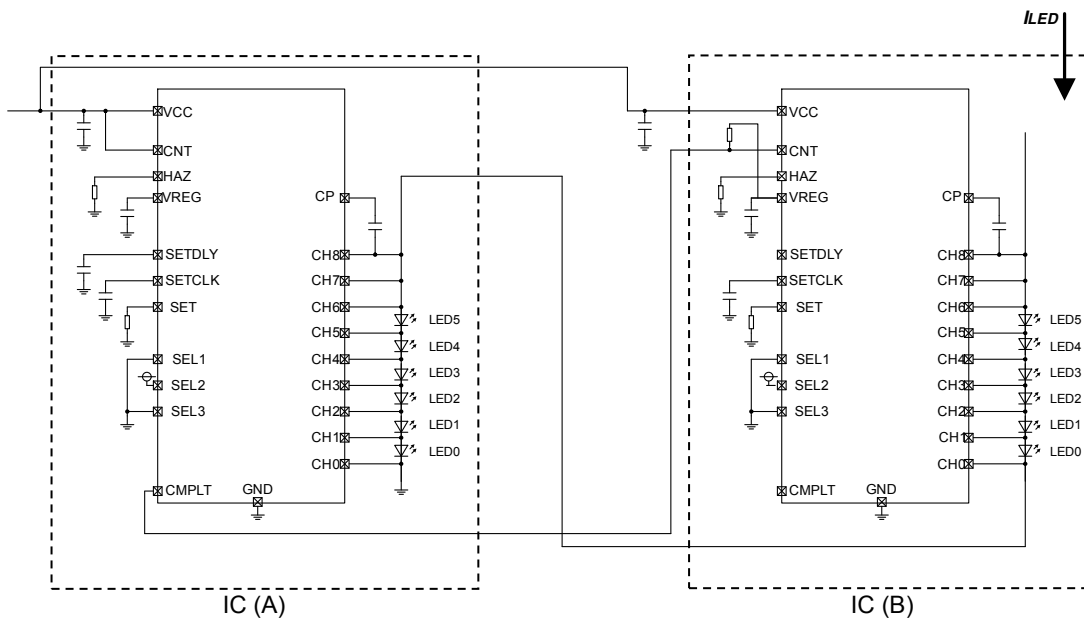 ILED
VCC
CNT
HAZ
VREG
CP
SETDLY
CH8
SETCLK
CH7
SET
CH6
LED5
CH5
LED4
SEL1
CH4
LED3
SEL2
CH3
LED2
SEL3
CH2
LED1
CH1
LED0
CH0
CMPLT
GND
IC (A)
VCC
CNT
HAZ
VREG
CP
SETDLY
CH8
SETCLK
CH7
SET
CH6
LED5
CH5
LED4
SEL1
CH4
LED3
SEL2
CH3
LED2
SEL3
CH2
LED1
CH1
LED0
CH0
CMPLT
GND
IC (B)